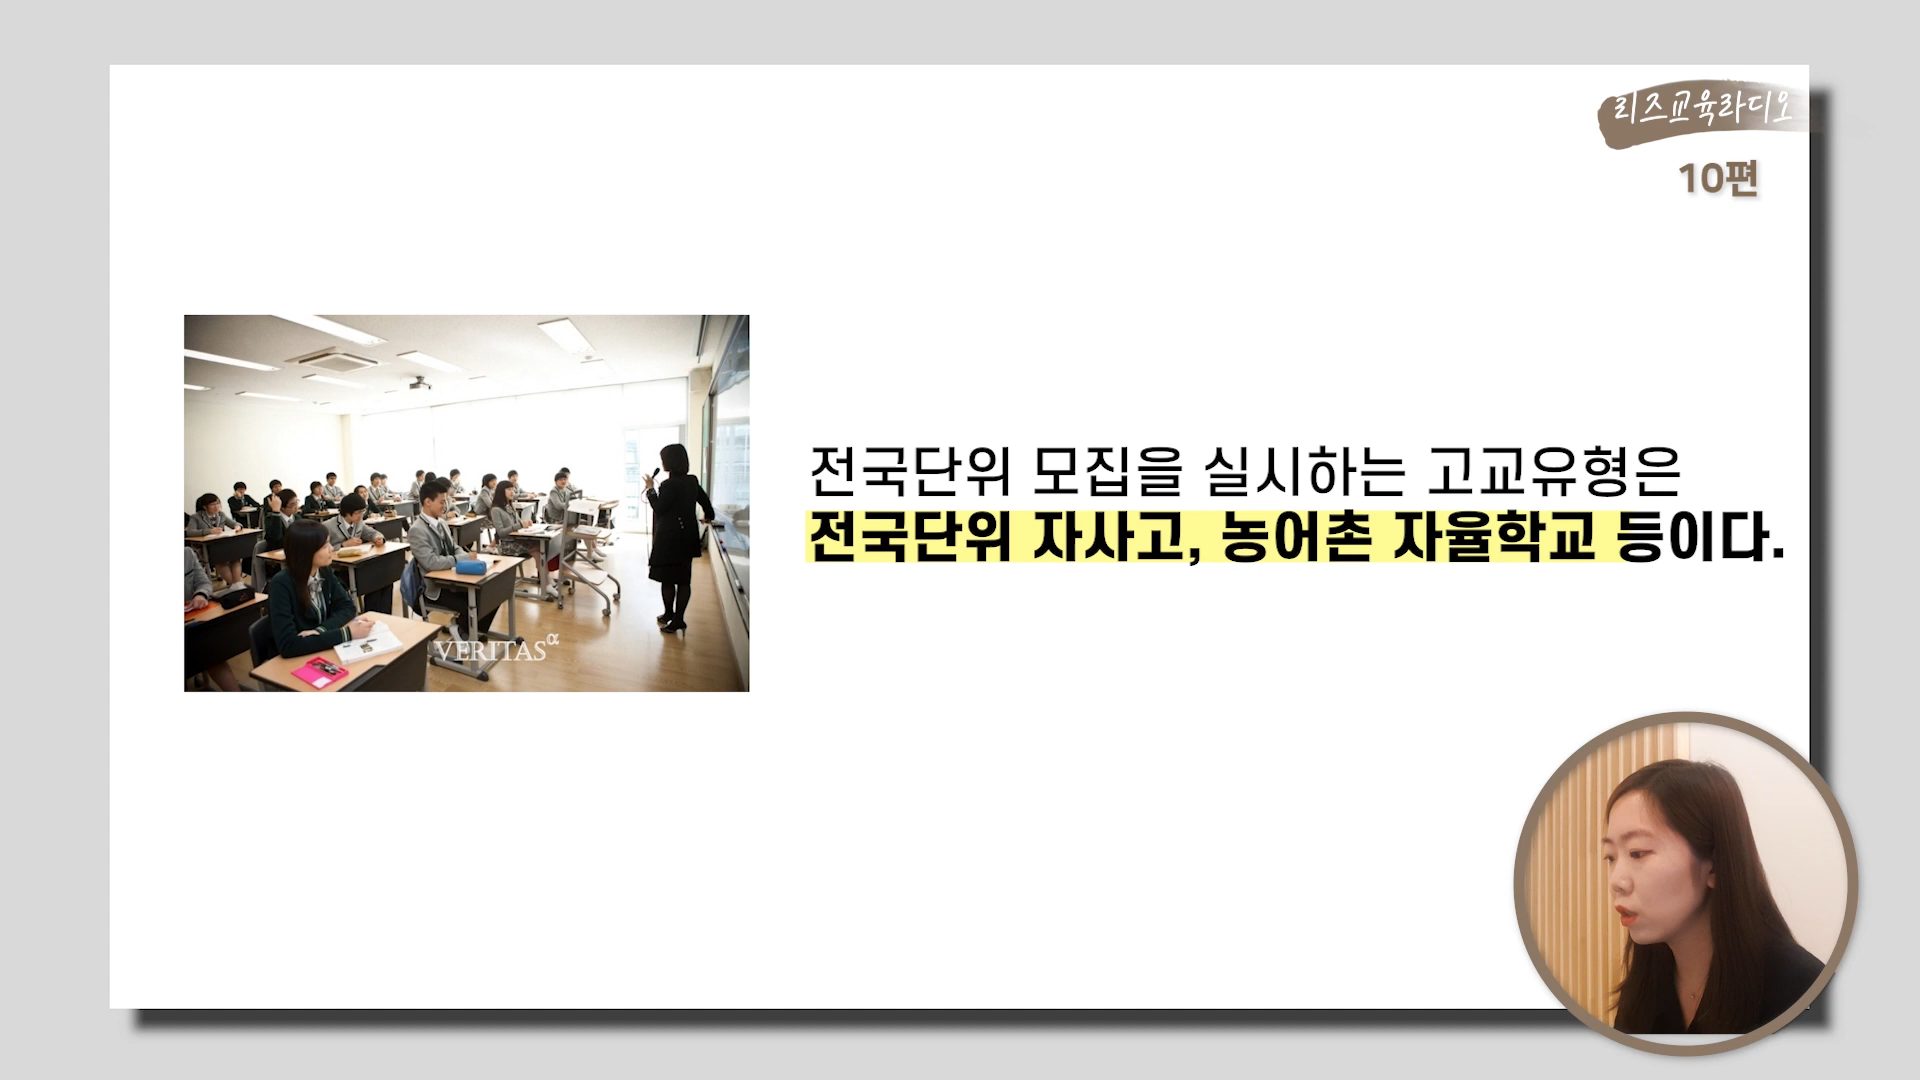 리즈교육라디오
10편
전국단위 모집을 실시하는 고교유형은
전국단위 자사고, 농어촌 자율학교 등이다.
VERITAS α